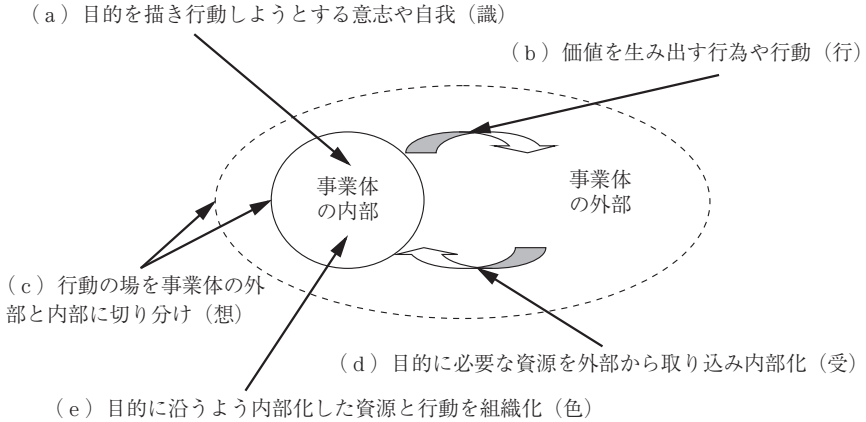 （a）目的を描き行動しようとする意志や自我（識）
（b）価値を生み出す行為や行動（行）
事業体
の内部
事業体
の外部
（c）行動の場を事業体の外
部と内部に切り分け（想）
（d）目的に必要な資源を外部から取り込み内部化（受）
（e）目的に沿うよう内部化した資源と行動を組織化（色）